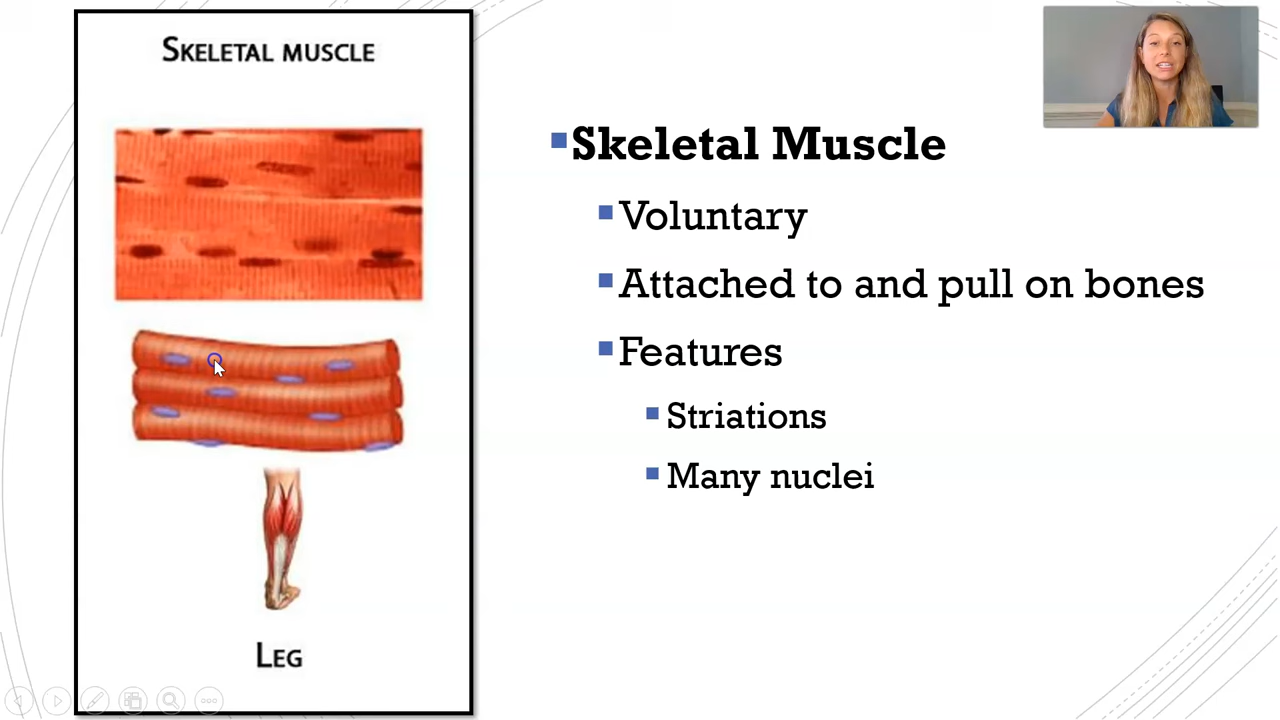 SKELETAL MUSCLE
LEG
Skeletal Muscle
Voluntary
Attached to and pull on bones
Features
Striations
Many nuclei